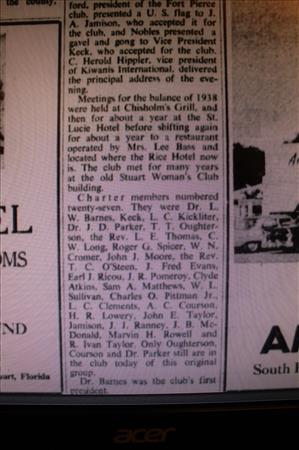 the county,
ford, president of the Fort Pierce
club, presented a U. S. flag to J.
A. Jamison, who accepted it for
the club, and Nobles presented a
gavel and gong to Vice President
Keck, who accepted for the club.
C. Herold Hippler, vice president
of Kiwanis International, delivered
the principal address of the eve-
ning.
Meetings for the balance of 1938
were held at Chisholm's Grill, and
then for about a year at the St.
Lucie Hotel before shifting again
for about a year to a restaurant
operated by Mrs. Lee Bass and
located where the Rice Hotel now
is. The club met for many years
at the old Stuart Woman's Club
building.
Charter members numbered
twenty-seven. They were Dr. L.
W. Barnes, Keck, L. C. Kickliter,
Dr. J. D. Parker, T. T. Oughter-
son, the Rev. L. E. Thomas, C.
W. Long, Roger G. Spicer, W. N.
Cromer, John J. Moore, the Rev.
T. C. O'Steen, J. Fred Evans,
Earl J. Ricou, J. R. Pomeroy, Clyde
Atkins, Sam A. Matthews, W. L.
Sullivan, Charles O. Pittman Jr.,
L. C. Clements, A. C. Courson,
H. R. Lowery, John E. Taylor,
Jamison, J. J. Ranney, J. B. Mc-
Donald, Marvin H. Rowell and
R. Ivan Taylor. Only Oughterson,
Courson and Dr. Parker still are in
the club today of this original
group.
Dr. Barnes was the club's first
president.
EL
OMS
UND
art, Florida
A
South
acer